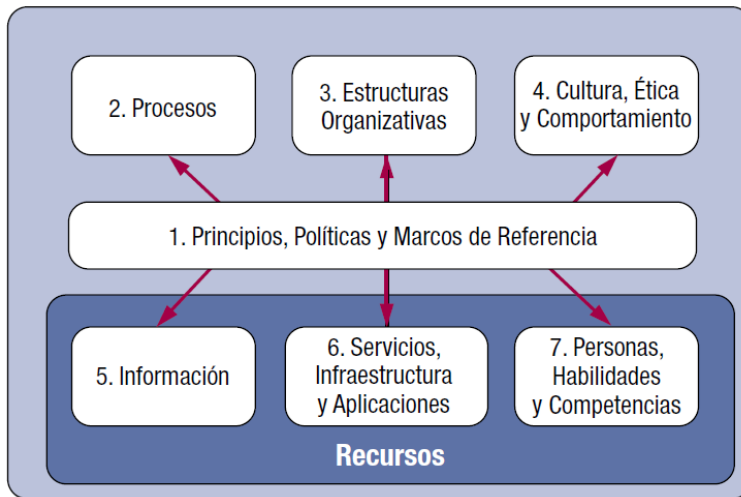 2. Procesos
3. Estructuras
Organizativas
4. Cultura, Ética
y Comportamiento
1. Principios, Políticas y Marcos de Referencia
5. Información
6. Servicios,
Infraestructura
y Aplicaciones
7. Personas,
Habilidades
y Competencias
Recursos